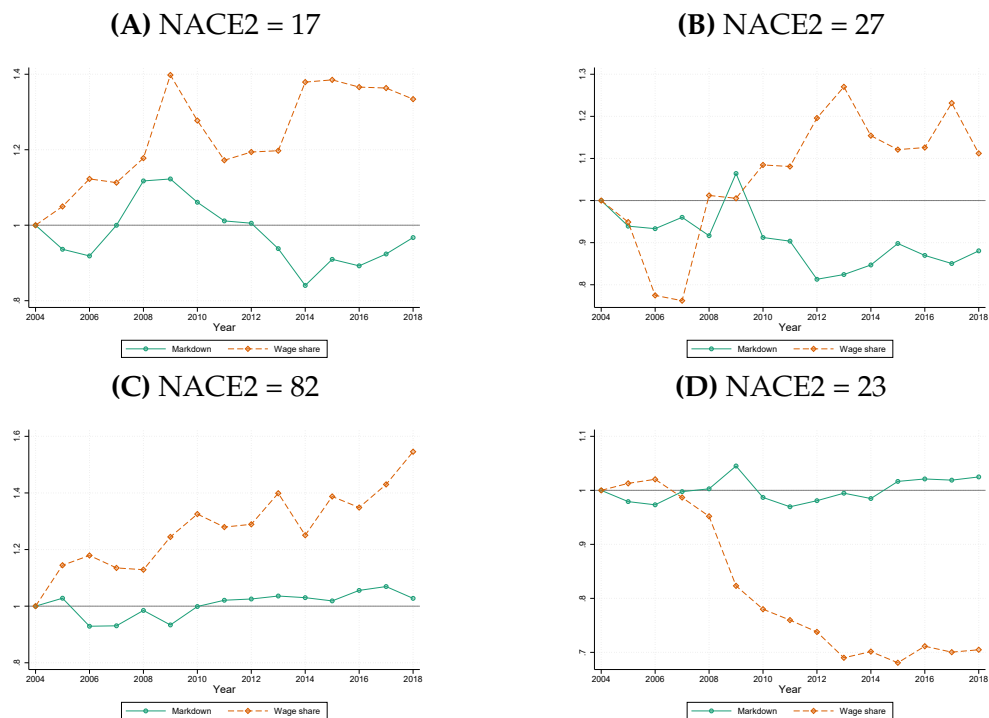 (A) NACE2 = 17
1.4
1.2
1
.8
2004 2006 2008 2010 2012 2014 2016 2018
Year
Markdown Wage share
(B) NACE2 = 27
1.3
1.2
1.1
1
.9
.8
2004 2006 2008 2010 2012 2014 2016 2018
Year
Markdown Wage share
(C) NACE2 = 82
1.6
1.4
1.2
1
.8
2004 2006 2008 2010 2012 2014 2016 2018
Year
Markdown Wage share
(D) NACE2 = 23
1.1
1
.9
.8
.7
2004 2006 2008 2010 2012 2014 2016 2018
Year
Markdown Wage share